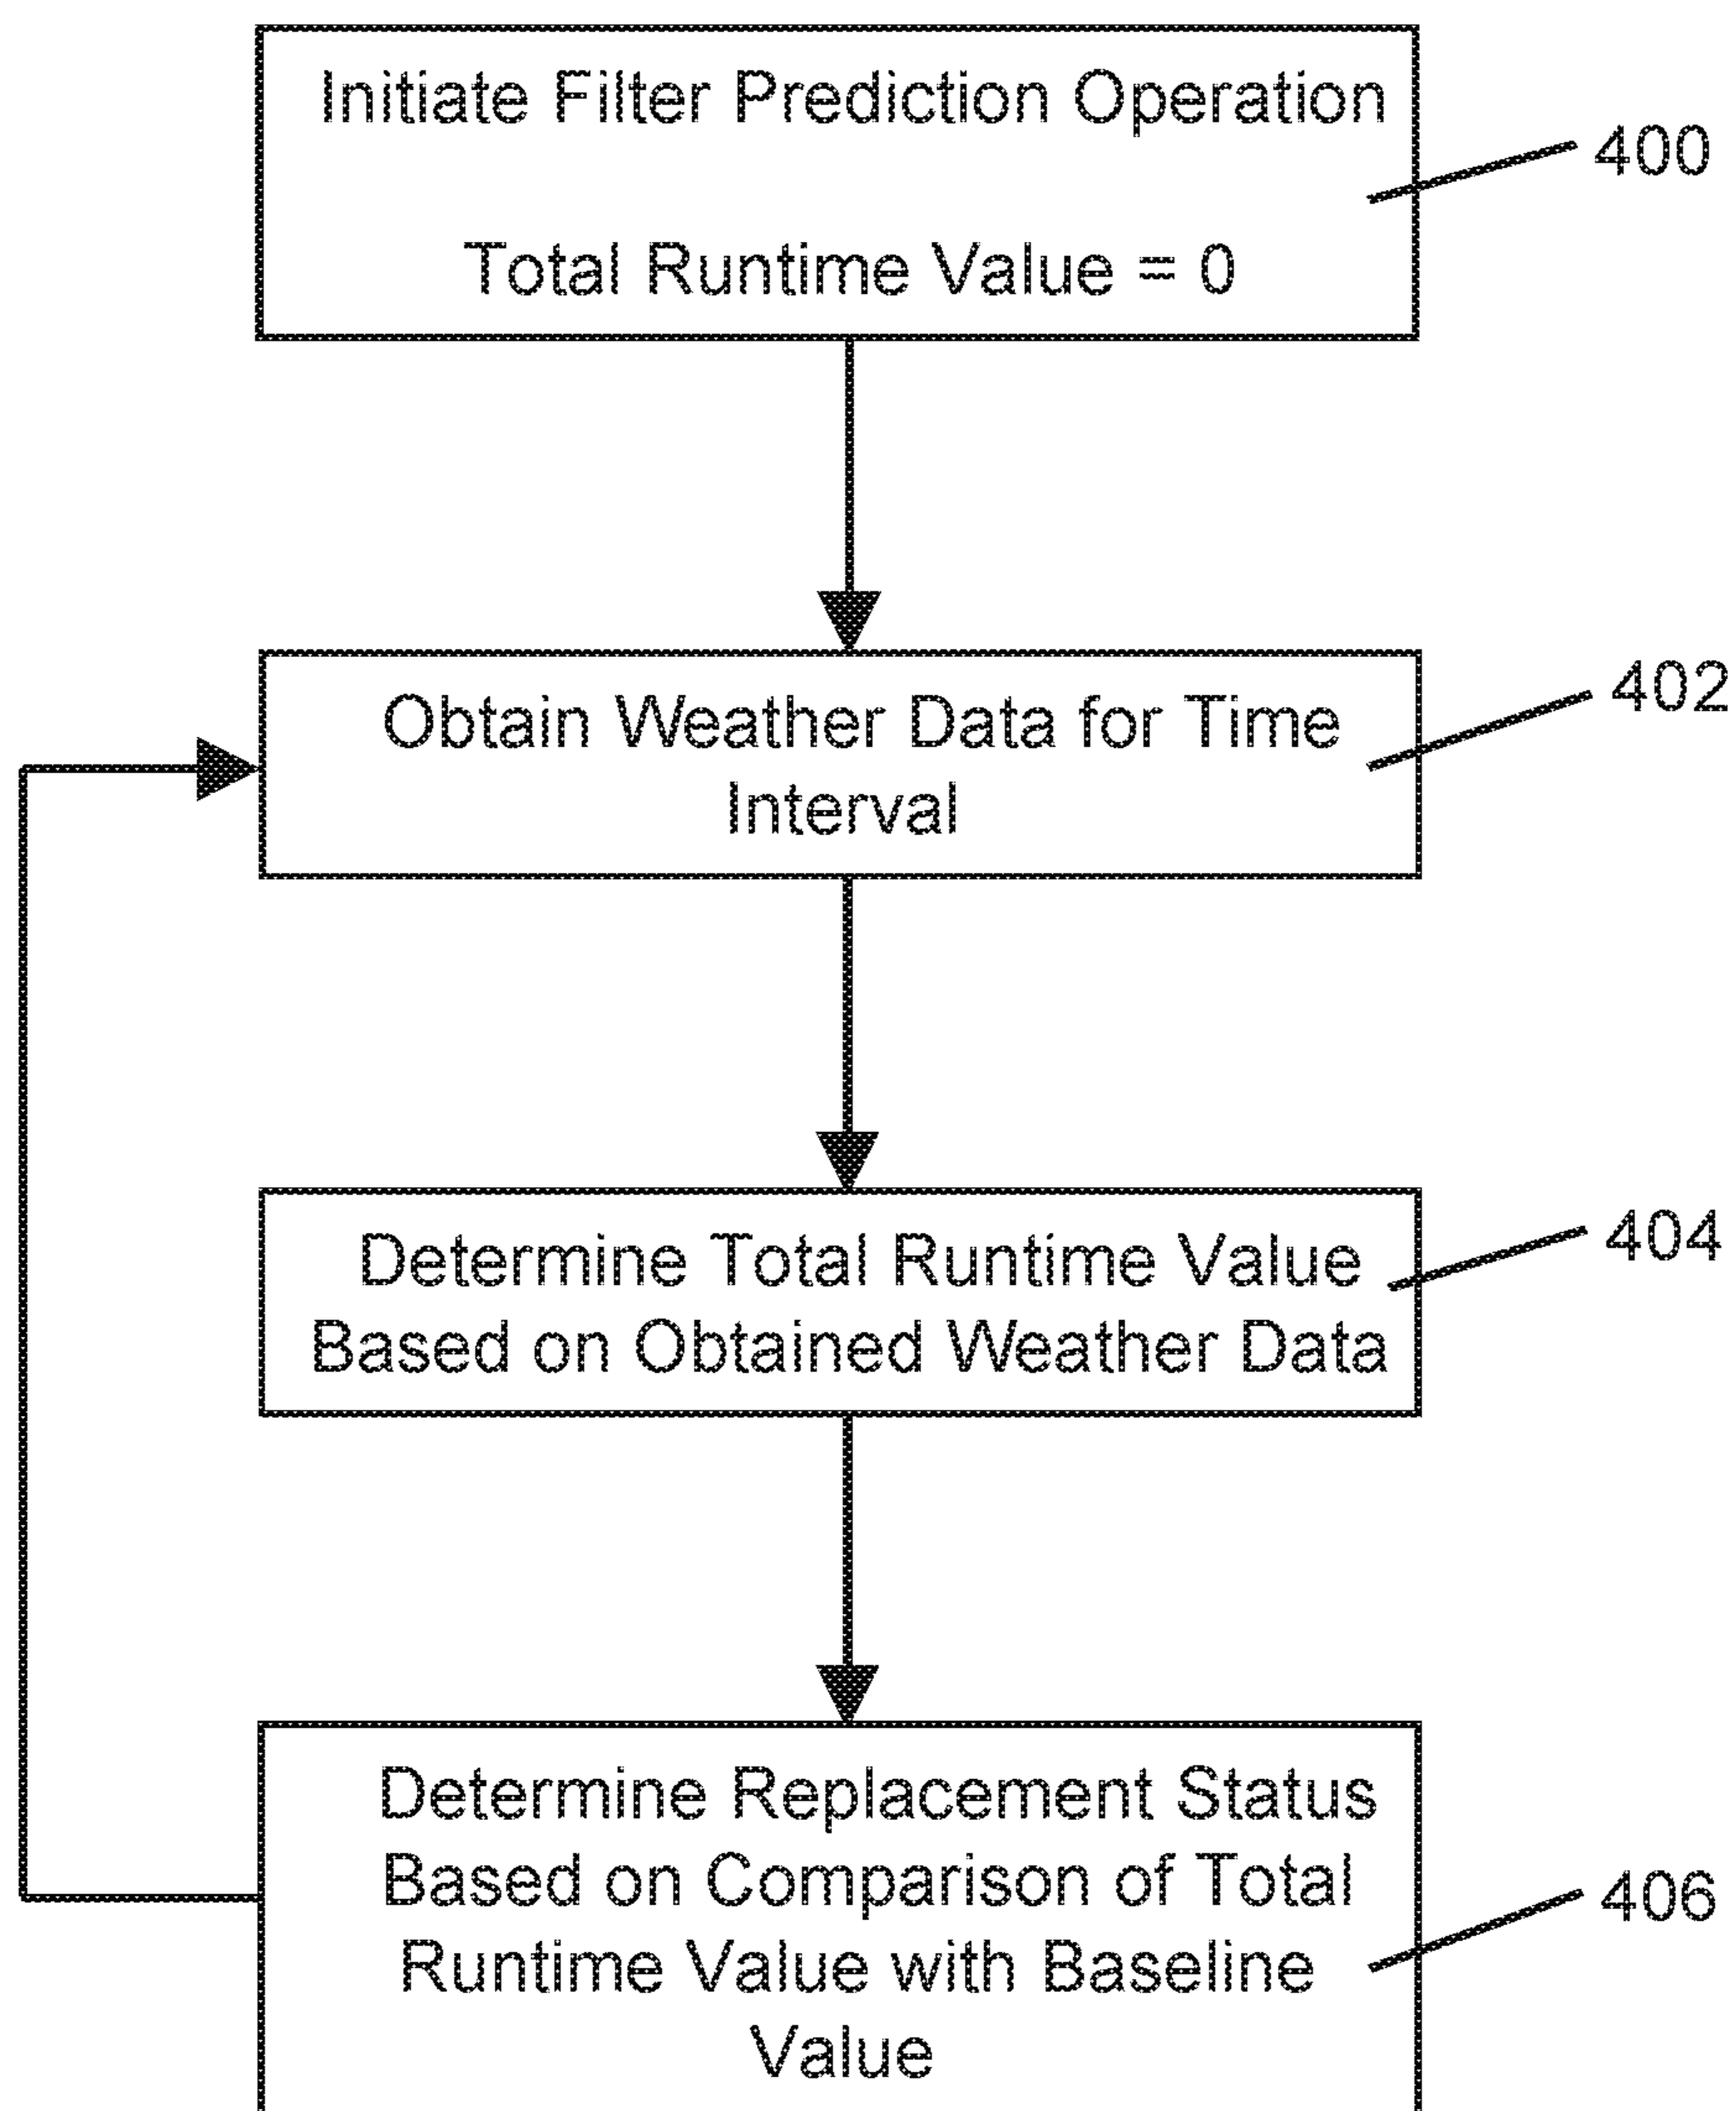 Initiate Filter Prediction Operation
400
Total Runtime Value = 0
Obtain Weather Data for Time
Interval
402
Determine Total Runtime Value
Based on Obtained Weather Data
404
Determine Replacement Status
Based on Comparison of Total
Runtime Value with Baseline
Value
406